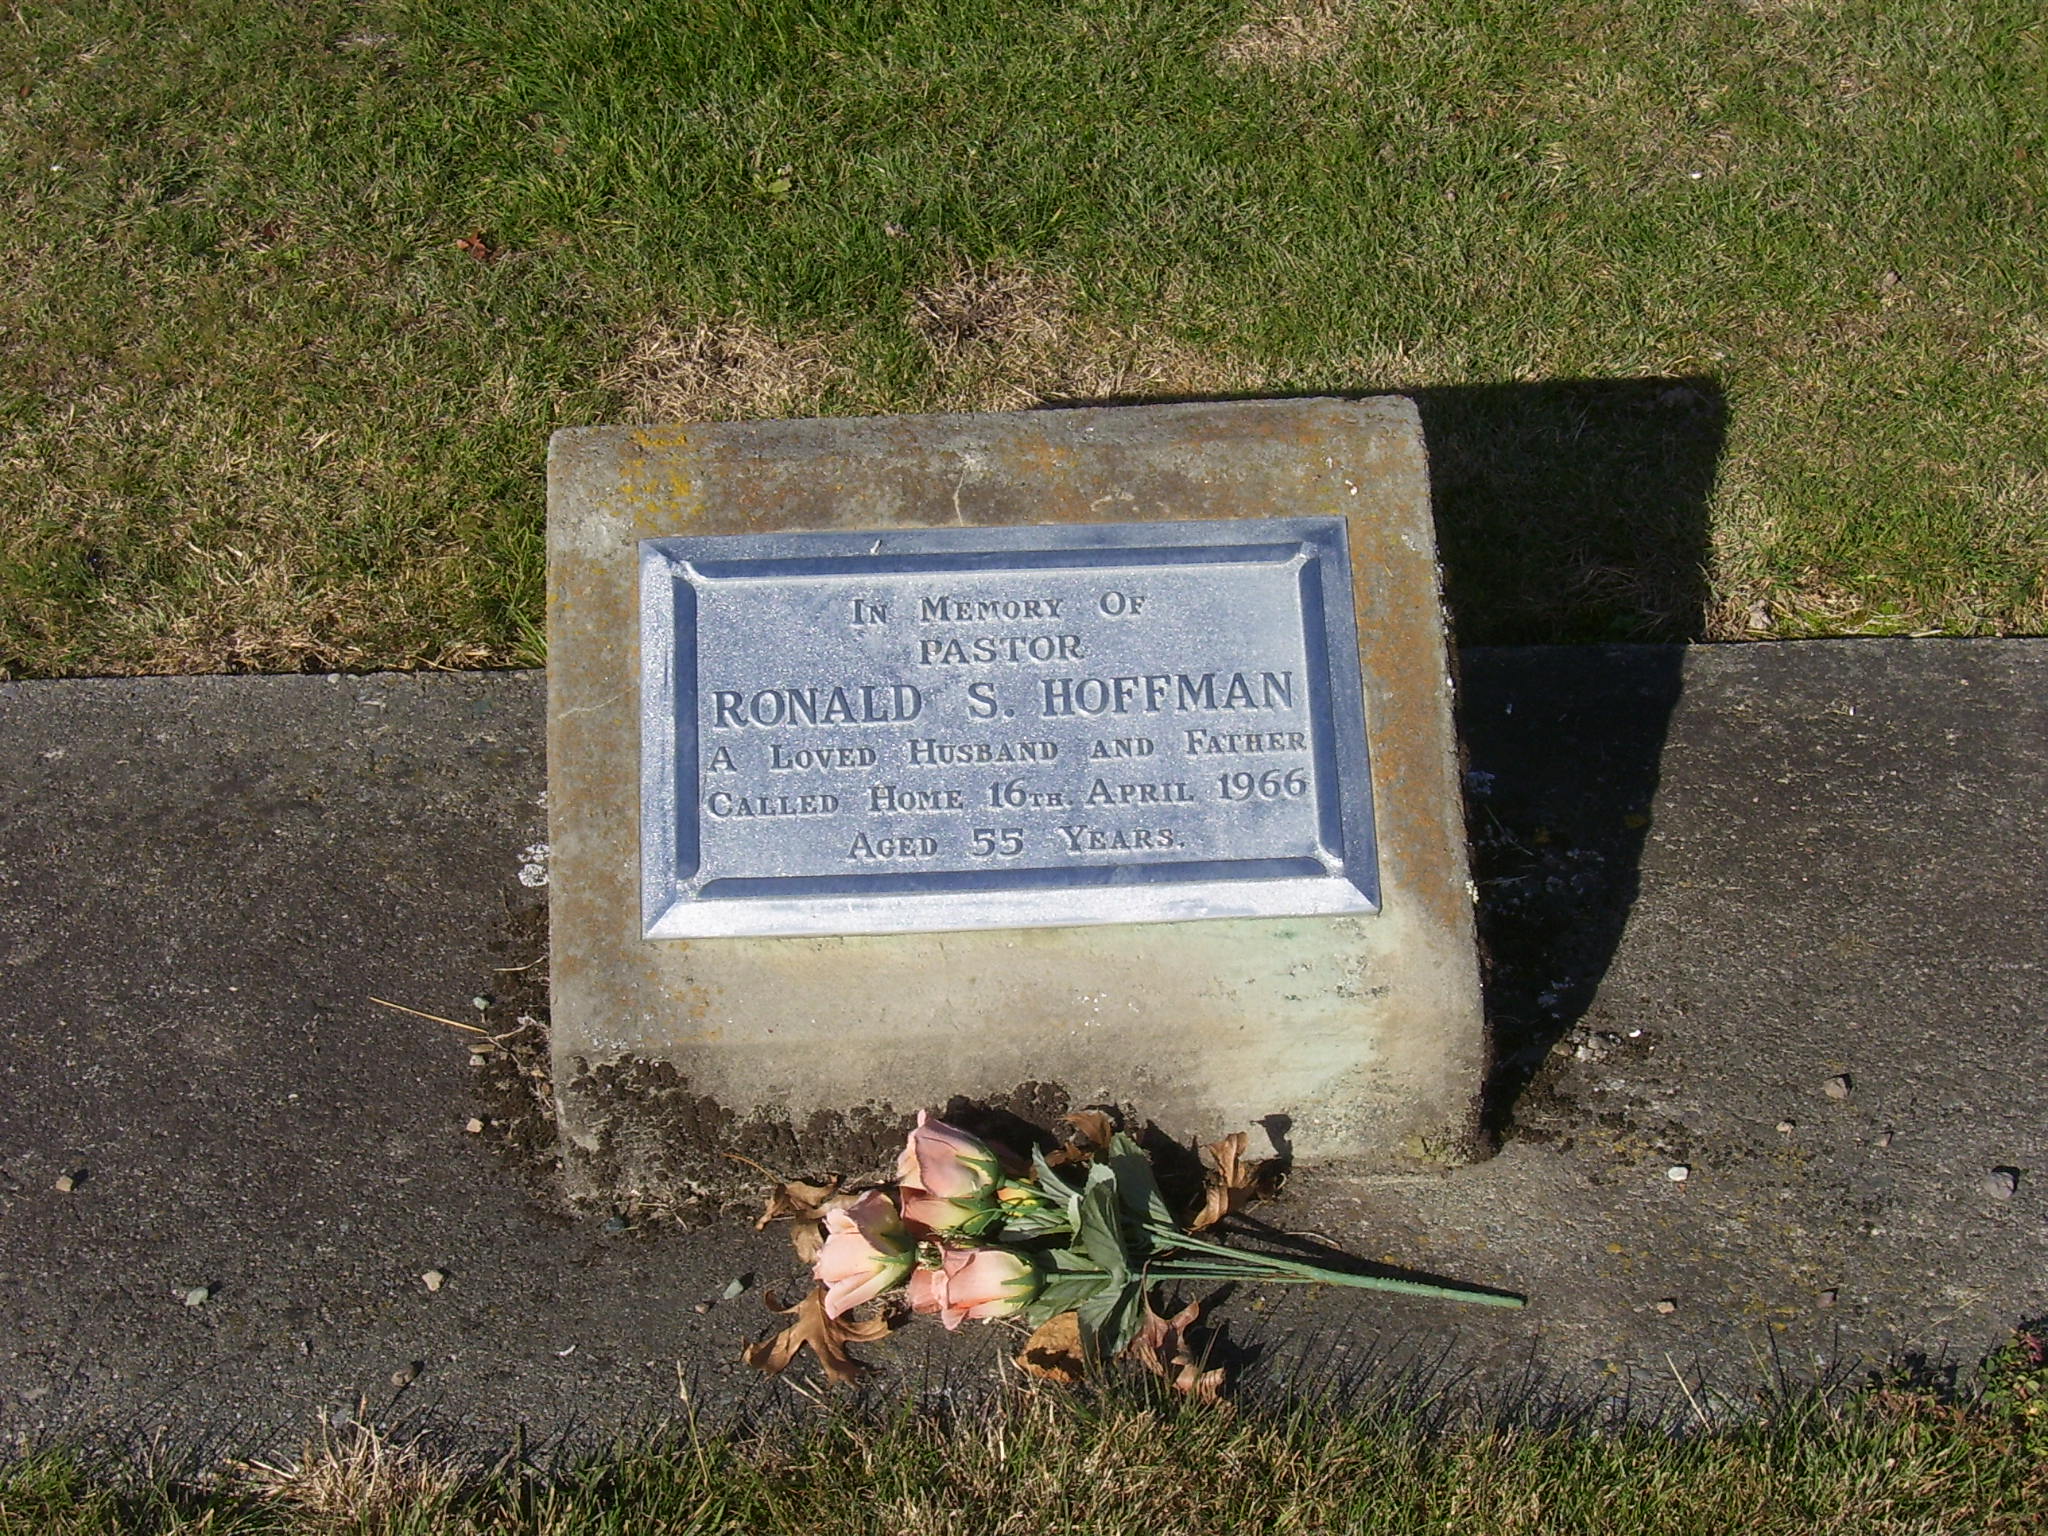 In Memory Of
PASTOR
RONALD S. HOFFMAN
A Loved Husband and Father
Called Home 16th. April 1966
Aged 55 Years.